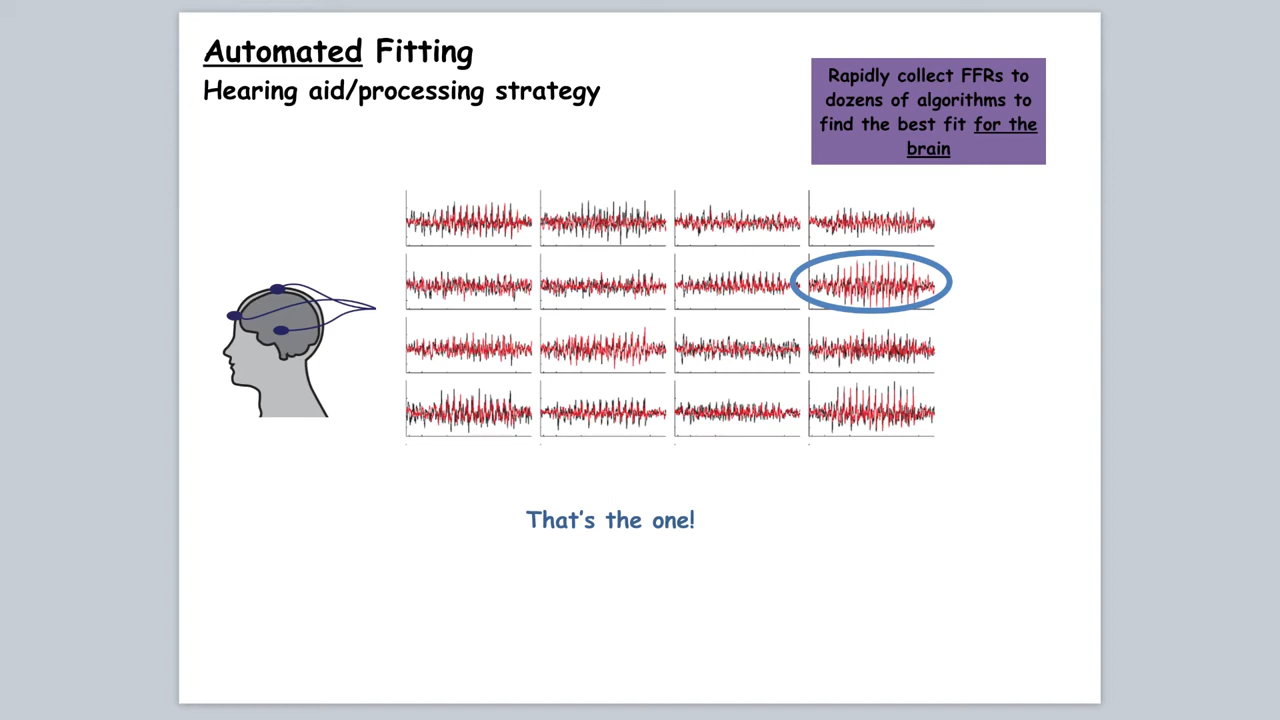 Automated Fitting
Hearing aid/processing strategy
Rapidly collect FFRs to
dozens of algorithms to
find the best fit for the
brain
That's the one!